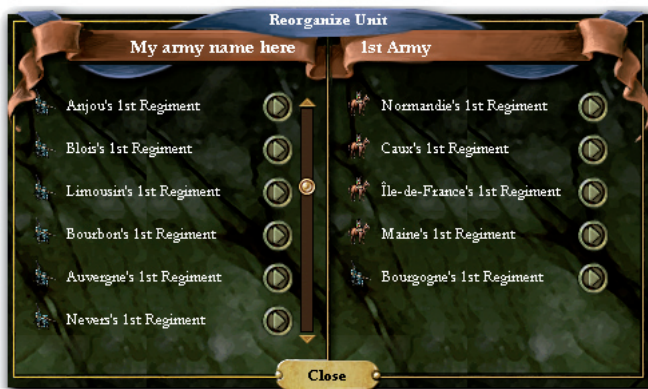 Reorganize Unit
My army name here
1st Army
Anjou's 1st Regiment
Blois's 1st Regiment
Limousin's 1st Regiment
Bourbon's 1st Regiment
Auvergne's 1st Regiment
Nevers's 1st Regiment
Normandie's 1st Regiment
Caux's 1st Regiment
Île-de-France's 1st Regiment
Maine's 1st Regiment
Bourgogne's 1st Regiment
Close